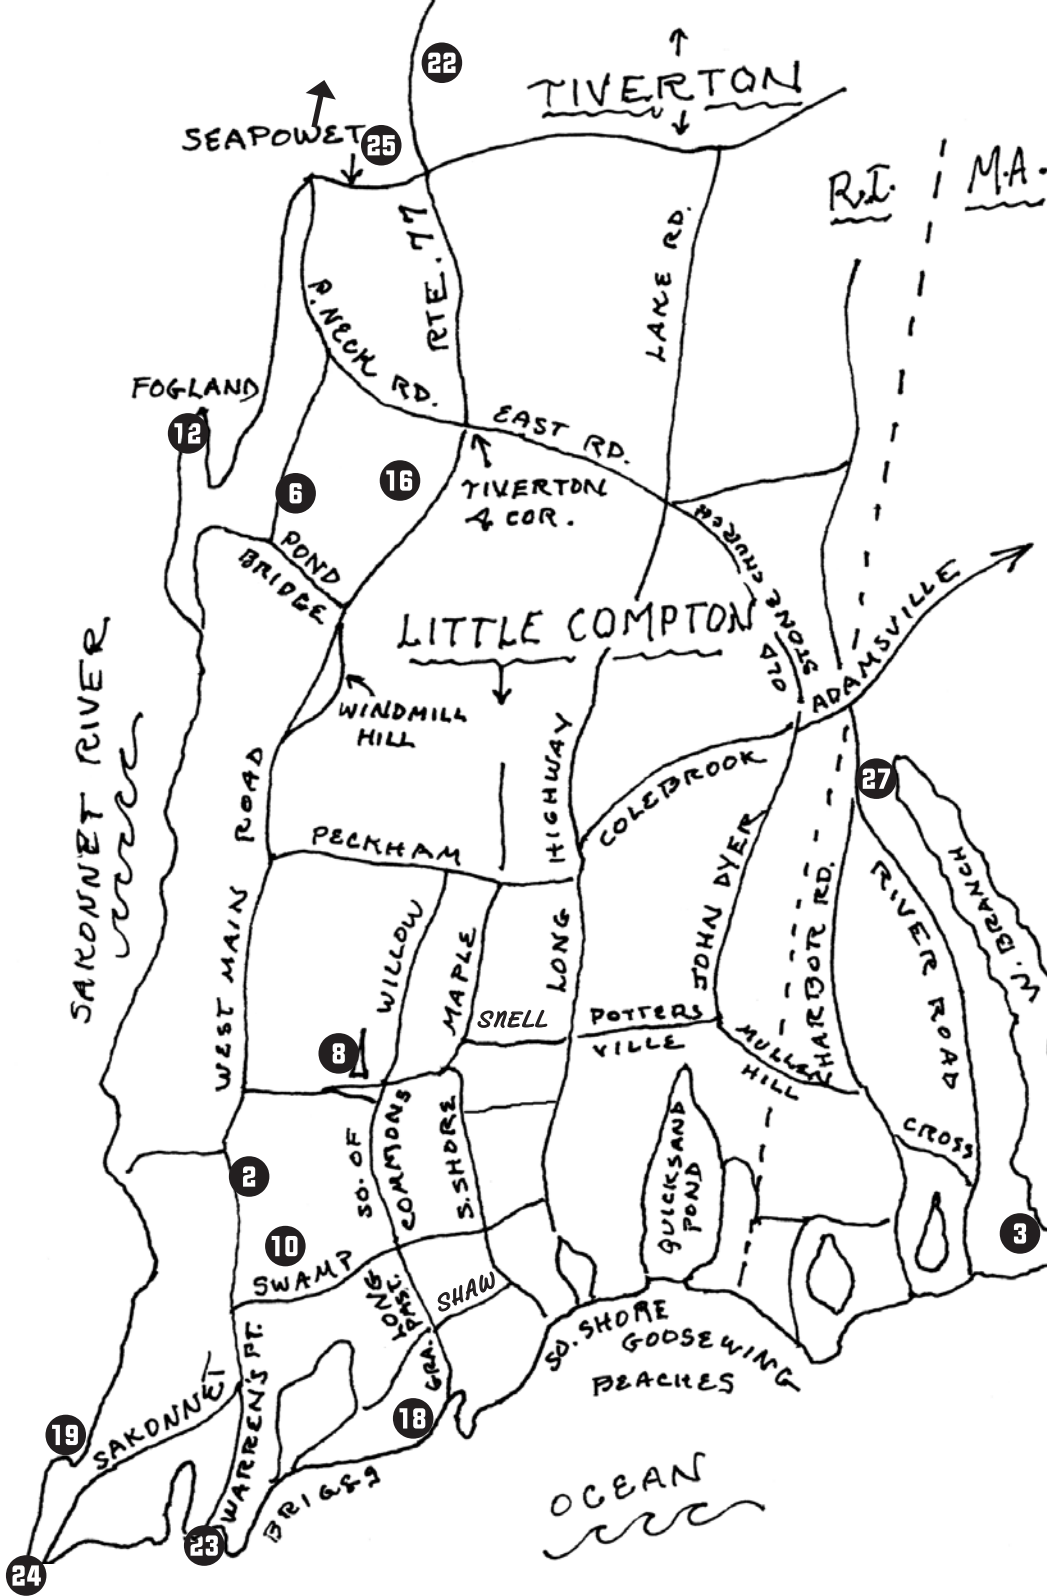 22
TIVERTON
SEAPOWET
25
R.I.
M.A.
RTE. 77
LAKE RD.
P. NECK RD.
FOGLAND
12
EAST RD.
6
16
TIVERTON
4 COR.
OLD STONE CHURCH
POND
BRIDGE
LITTLE COMPTON
ADAMSVILLE
SAKONNET RIVER
WINDMILL
HILL
27
WEST MAIN ROAD
PECKHAM
LONG HIGHWAY
COLEBROOK
JOHN DYER
HARBOR RD.
RIVER ROAD
W. BRANCH
WILLOW
MAPLE
SNELL
POTTERS
VILLE
8
MULLEN
HILL
SO. OF
COMMONS
S. SHORE
QUICKSAND
POND
CROSS
2
10
3
SWAMP
LONG
PAST.
SHAW
GRA.
SO. SHORE
GOOSEWING
BEACHES
SAKONNET
WARREN'S PT.
18
19
BRIGGS
OCEAN
23
24